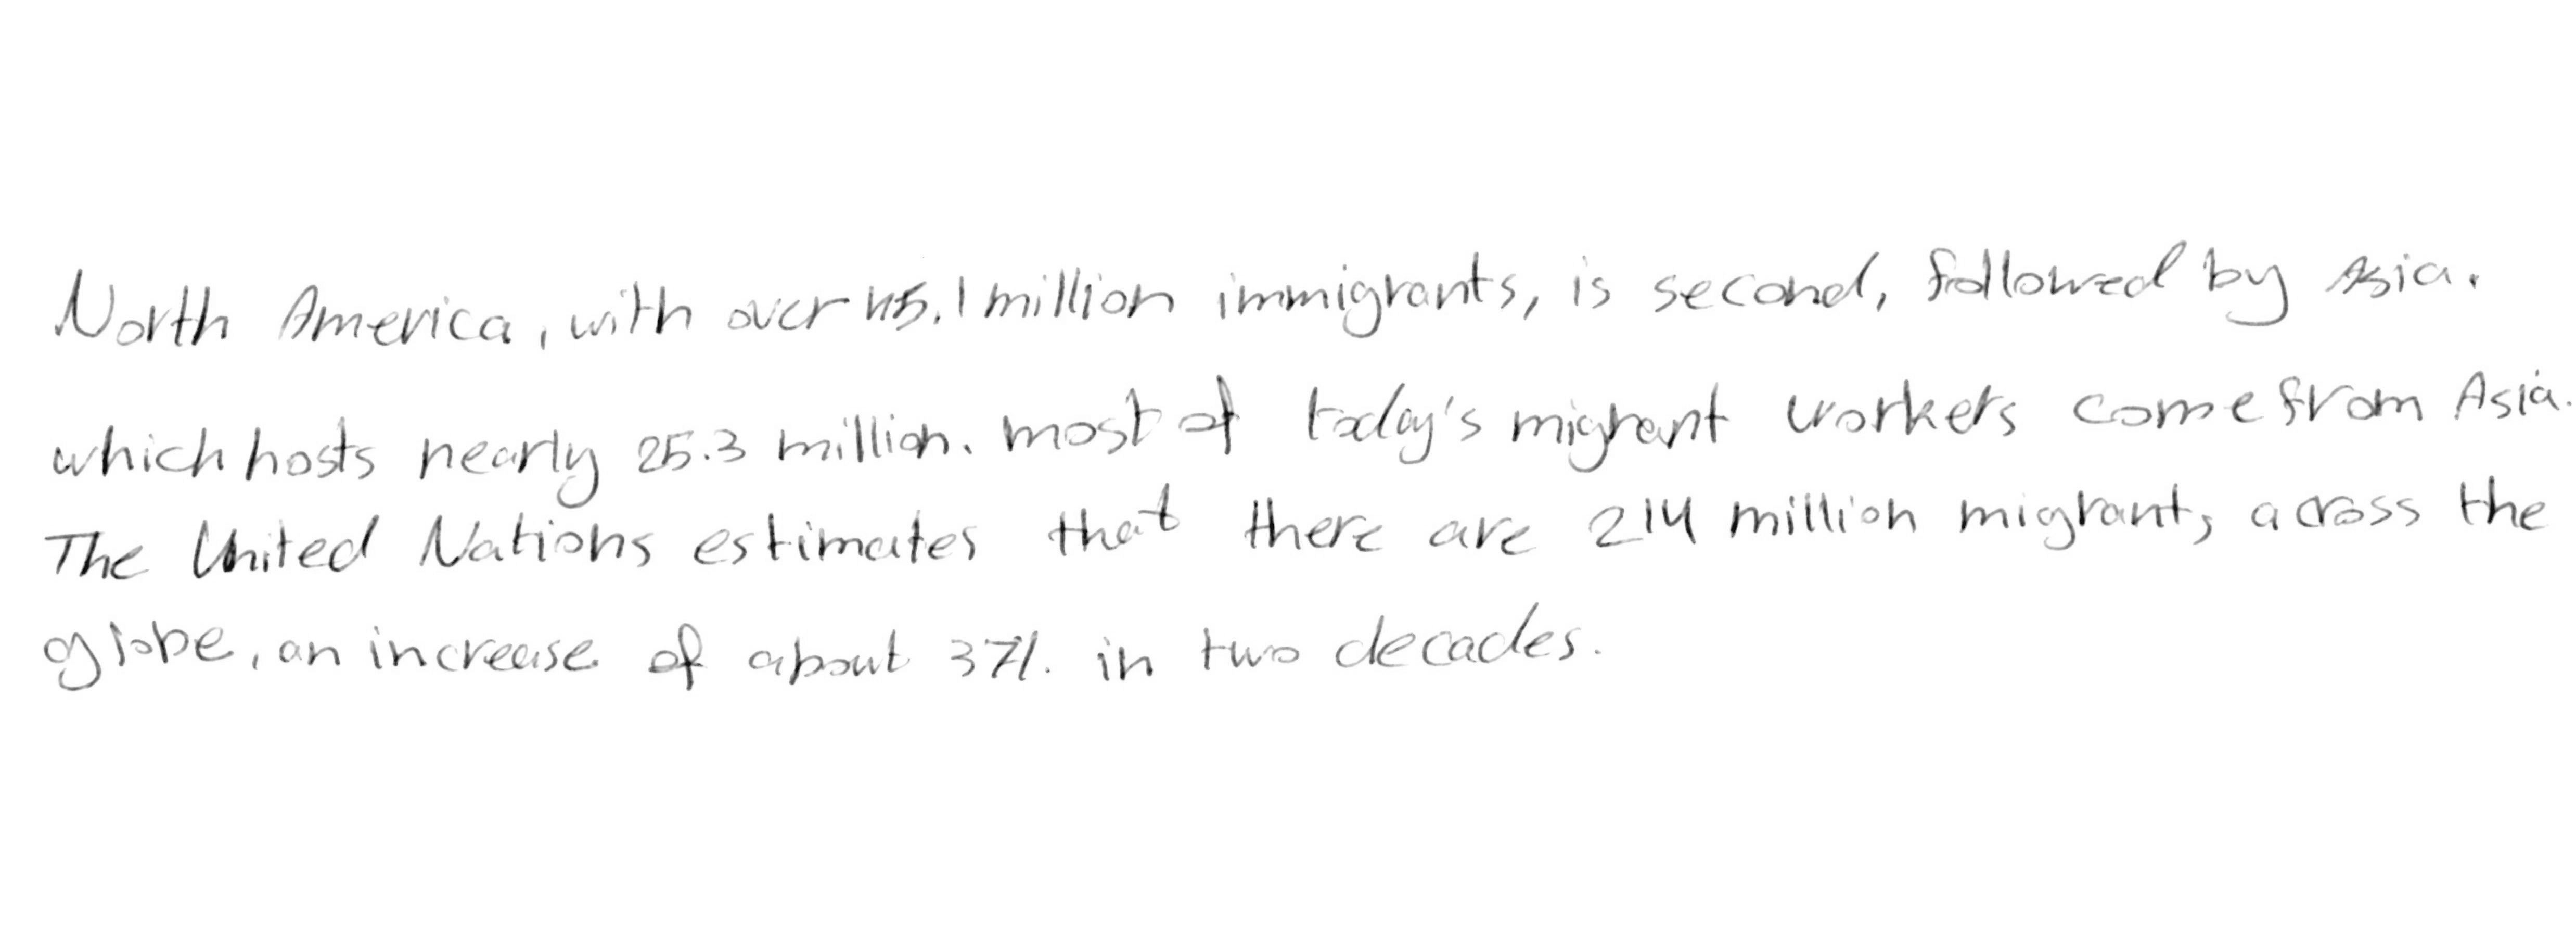 North America, with over 45.1 million immigrants, is second, followed by Asia.
which hosts nearly 25.3 million. most of today's migrant workers come from Asia.
The United Nations estimates that there are 214 million migrants across the
globe, an increase of about 37% in two decades.